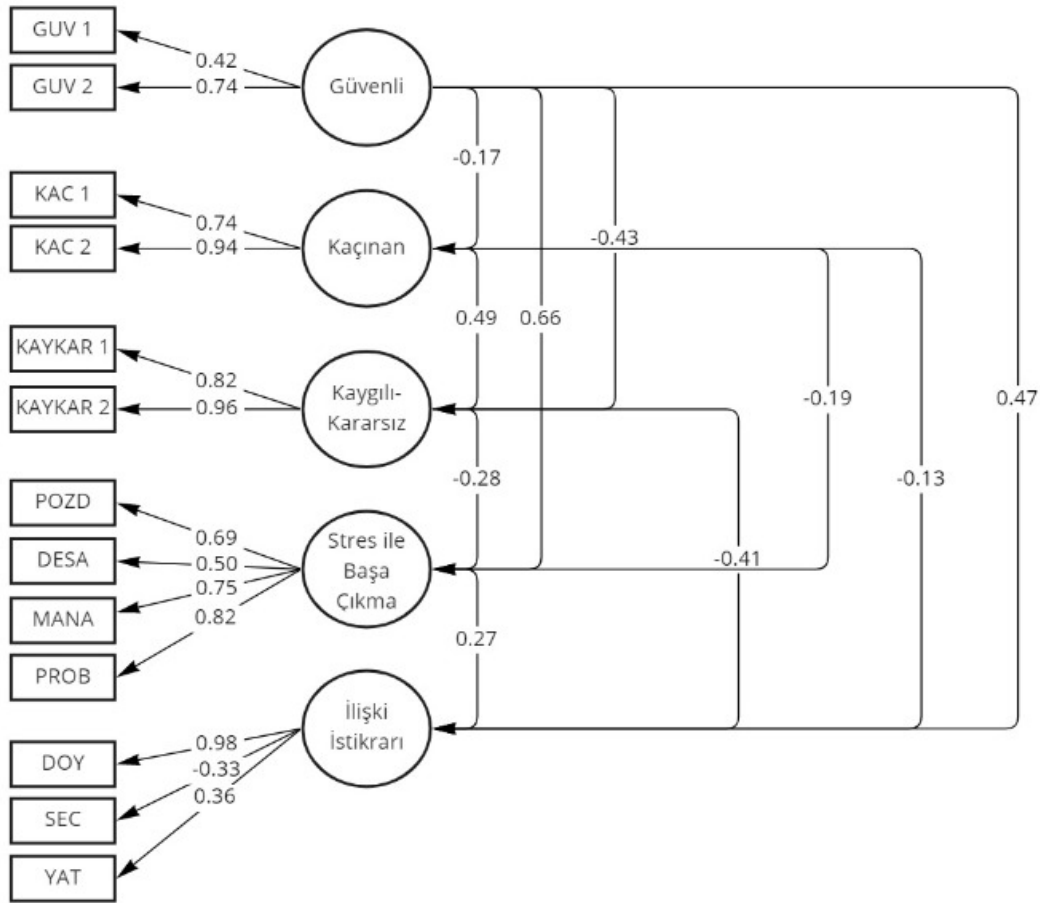 GUV 1
0.42
GUV 2
0.74
Güvenli
-0.17
KAC 1
0.74
KAC 2
0.94
Kaçınan
-0.43
0.49
0.66
KAYKAR 1
0.82
KAYKAR 2
0.96
Kaygılı-
Kararsız
-0.19
0.47
-0.28
-0.13
POZD
0.69
DESA
0.50
MANA
0.75
PROB
0.82
Stres ile
Başa
Çıkma
-0.41
0.27
DOY
0.98
SEC
-0.33
YAT
0.36
İlişki
İstikrarı